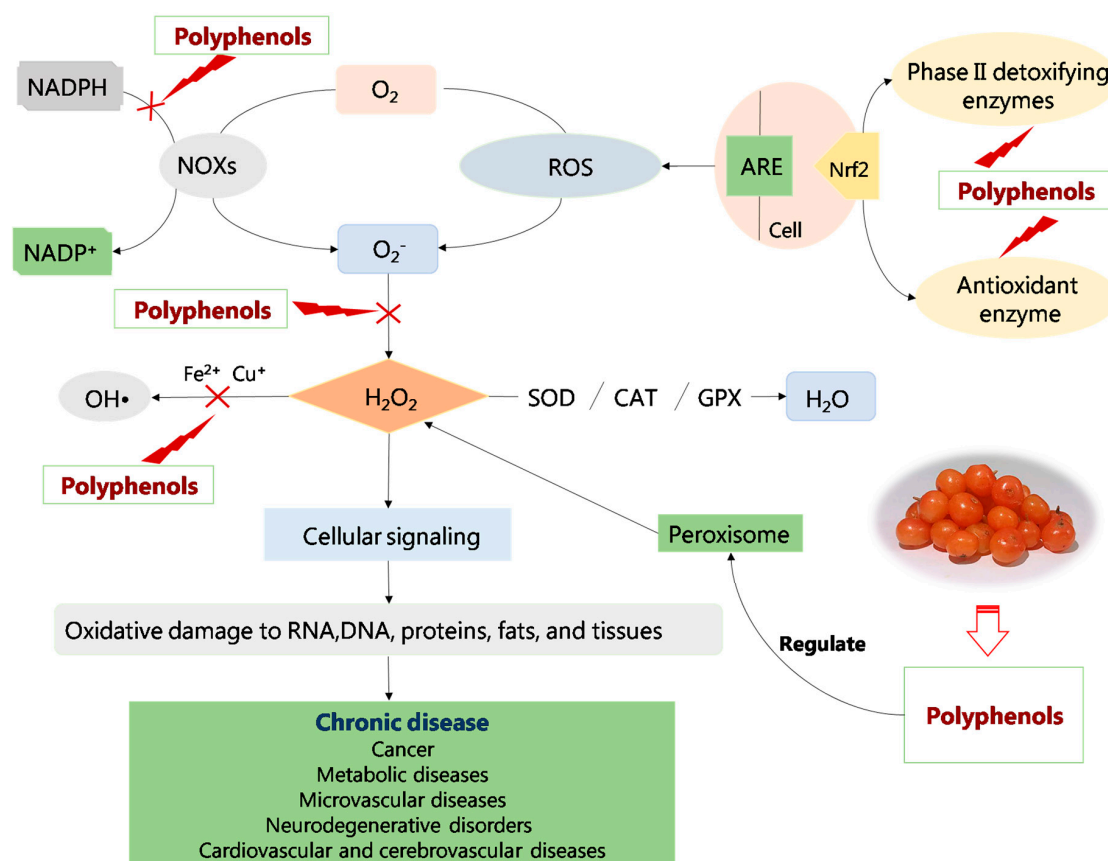 Polyphenols
NADPH
O₂
Phase II detoxifying
enzymes
NOXs
ROS
ARE
Nrf2
Polyphenols
Cell
NADP⁺
O₂⁻
Polyphenols
Antioxidant
enzyme
Fe²⁺ Cu⁺
OH•
H₂O₂
SOD / CAT / GPX
H₂O
Polyphenols
Cellular signaling
Peroxisome
Oxidative damage to RNA,DNA, proteins, fats, and tissues
Regulate
Polyphenols
Chronic disease
Cancer
Metabolic diseases
Microvascular diseases
Neurodegenerative disorders
Cardiovascular and cerebrovascular diseases